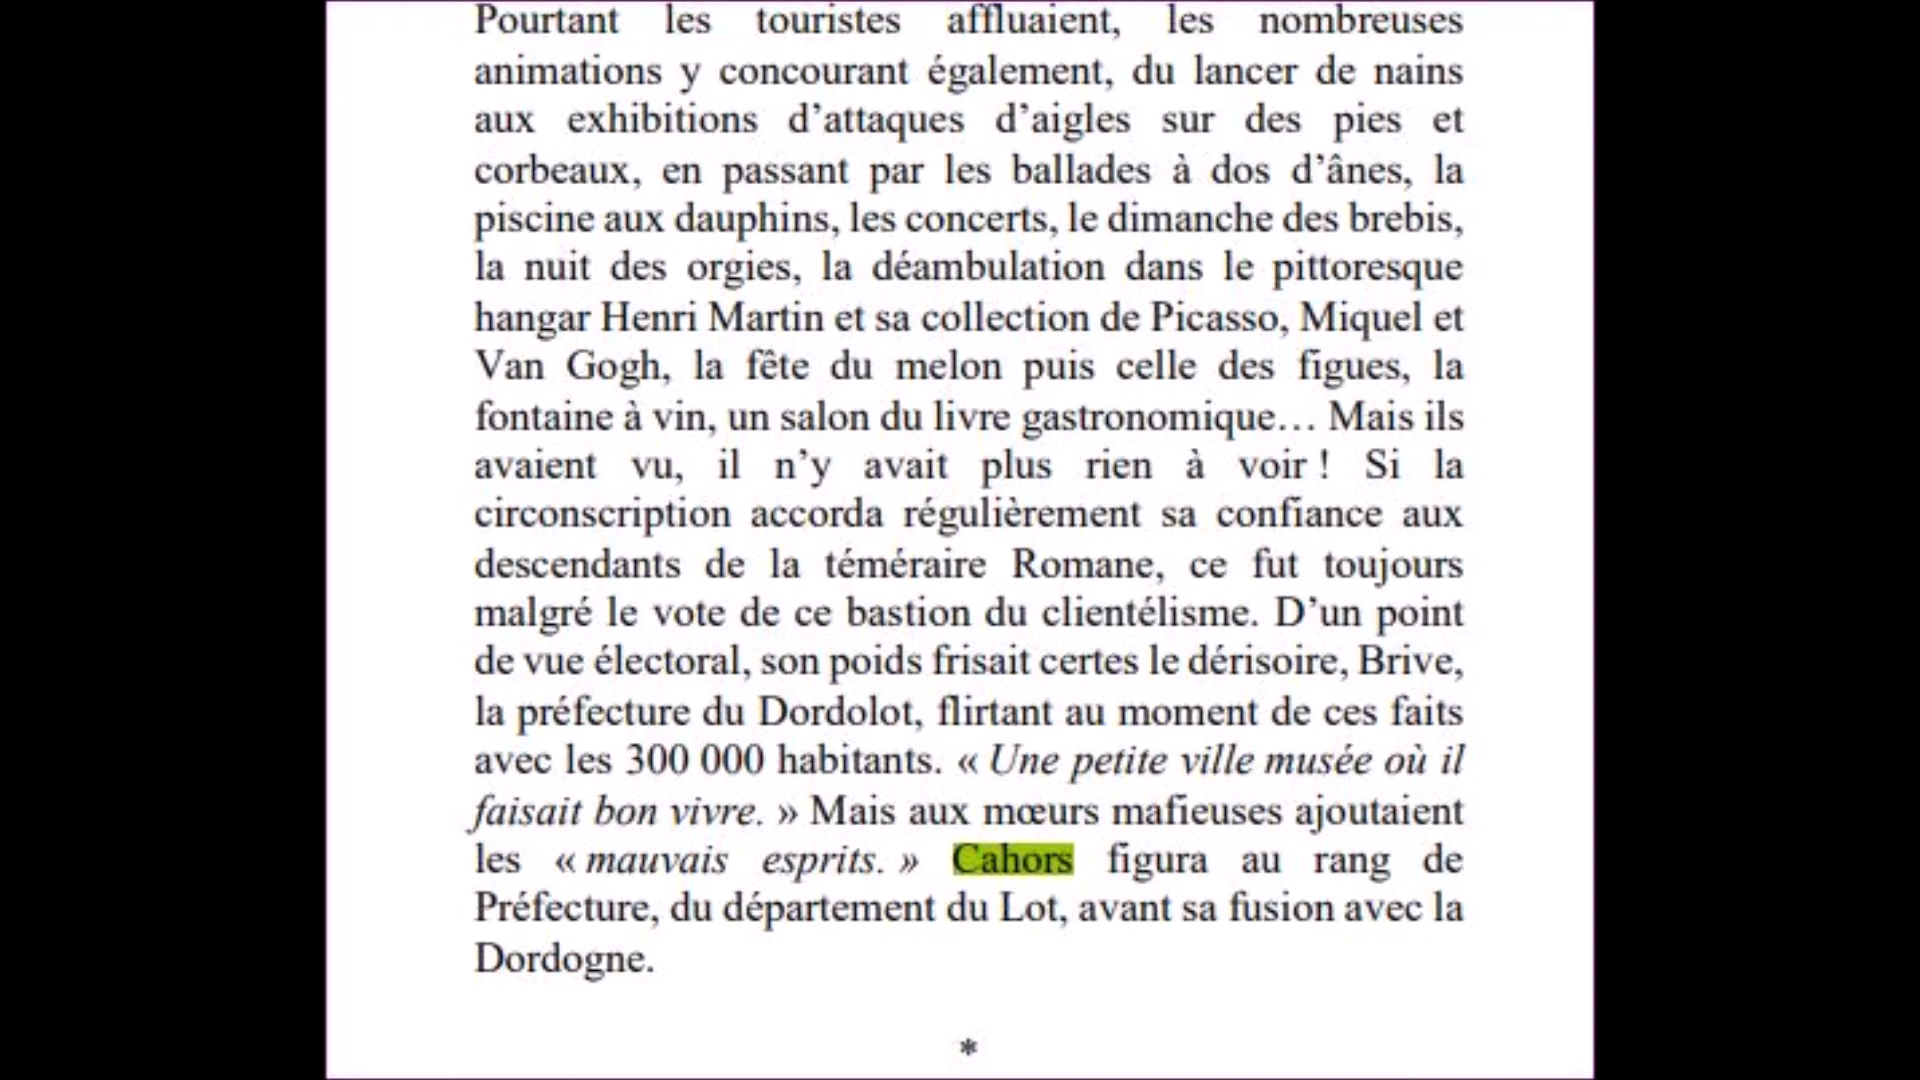 Pourtant les touristes affluaient, les nombreuses
animations y concourant également, du lancer de nains
aux exhibitions d’attaques d’aigles sur des pies et
corbeaux, en passant par les ballades à dos d’ânes, la
piscine aux dauphins, les concerts, le dimanche des brebis,
la nuit des orgies, la déambulation dans le pittoresque
hangar Henri Martin et sa collection de Picasso, Miquel et
Van Gogh, la fête du melon puis celle des figues, la
fontaine à vin, un salon du livre gastronomique… Mais ils
avaient vu, il n’y avait plus rien à voir ! Si la
circonscription accorda régulièrement sa confiance aux
descendants de la téméraire Romane, ce fut toujours
malgré le vote de ce bastion du clientélisme. D’un point
de vue électoral, son poids frisait certes le dérisoire, Brive,
la préfecture du Dordolot, flirtant au moment de ces faits
avec les 300 000 habitants. « Une petite ville musée où il
faisait bon vivre. » Mais aux mœurs mafieuses ajoutaient
les « mauvais esprits. » Cahors figura au rang de
Préfecture, du département du Lot, avant sa fusion avec la
Dordogne.
*